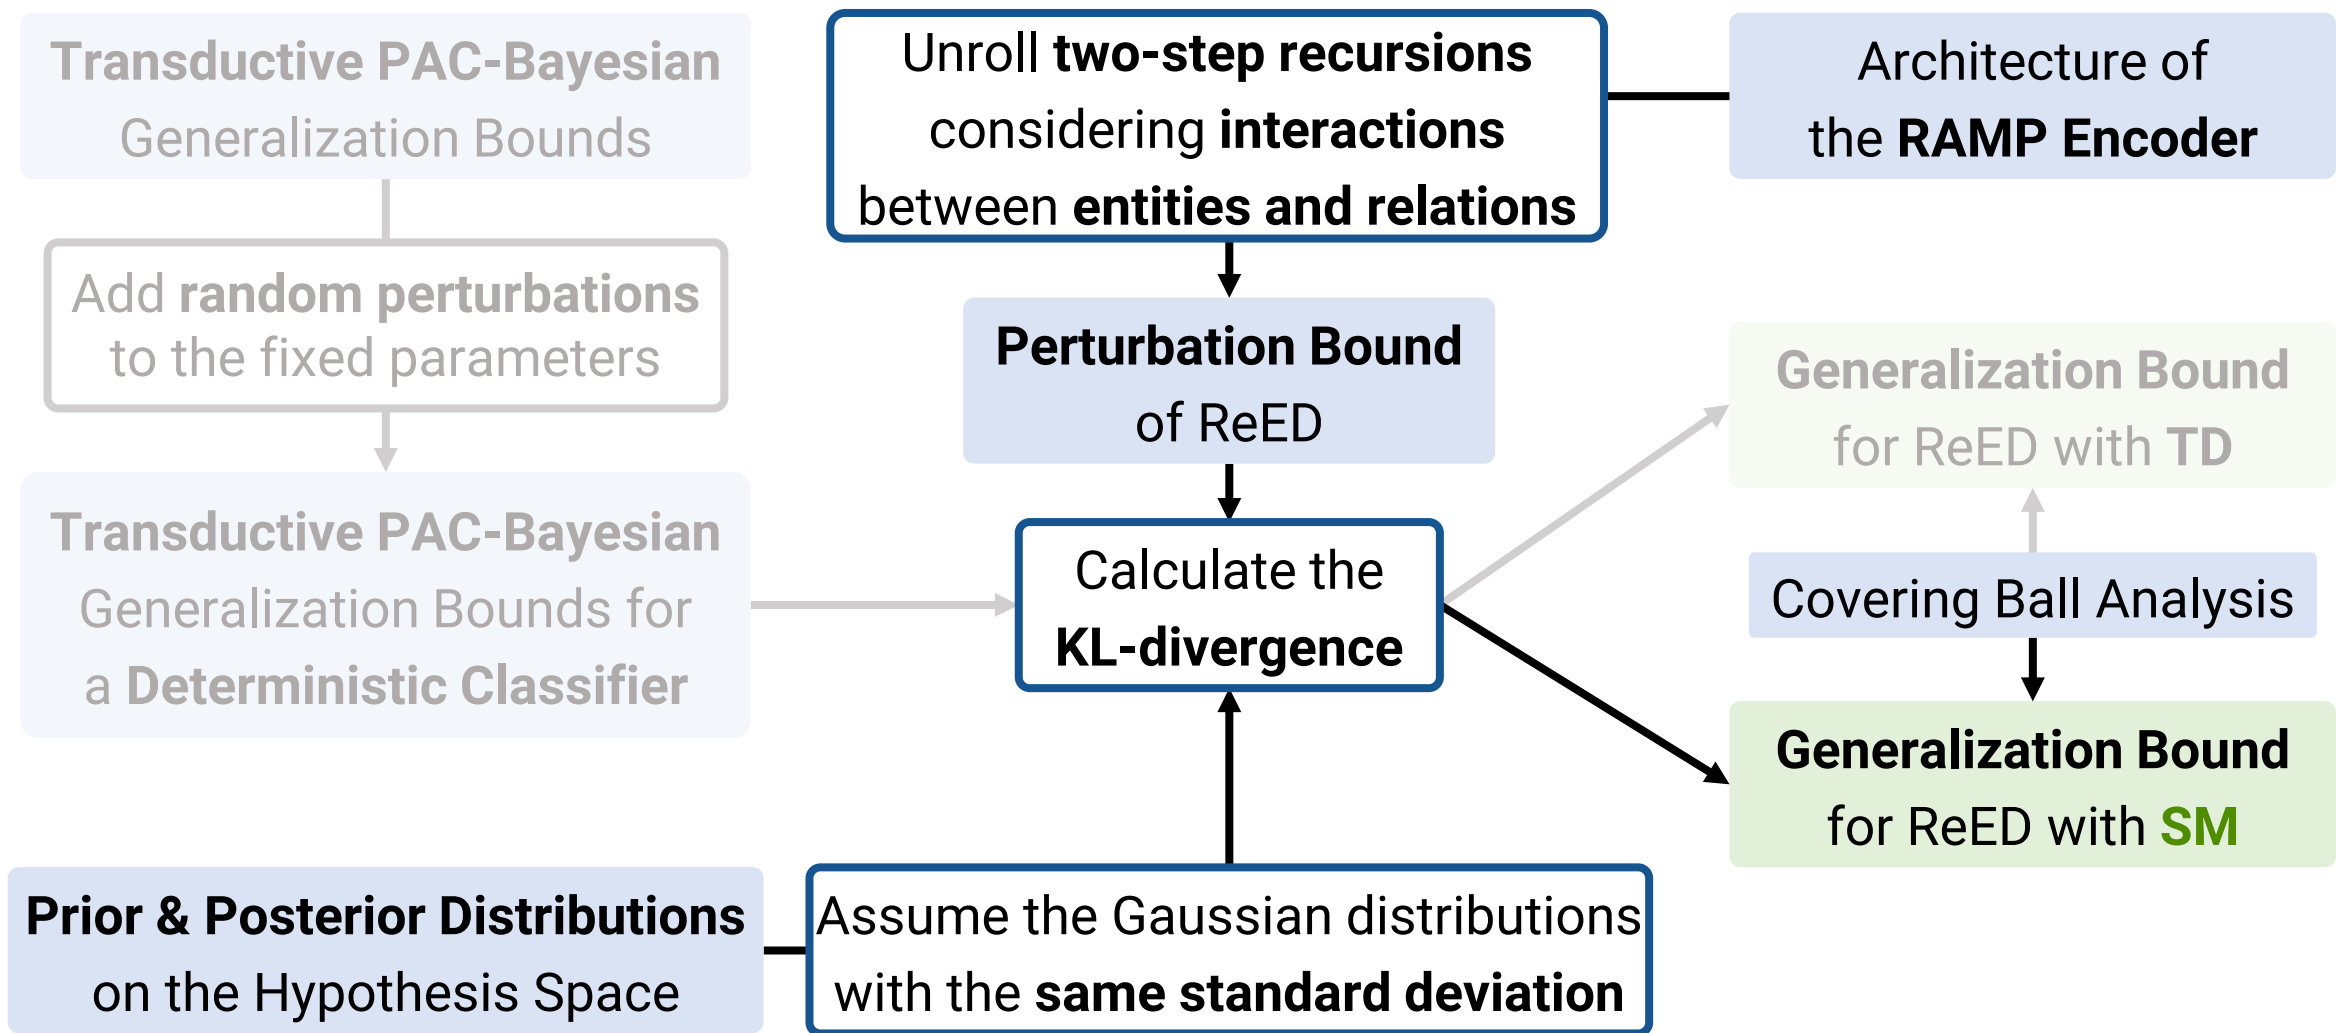 Transductive PAC-Bayesian
Generalization Bounds
Add random perturbations
to the fixed parameters
Transductive PAC-Bayesian
Generalization Bounds for
a Deterministic Classifier
Unroll two-step recursions
considering interactions
between entities and relations
Architecture of
the RAMP Encoder
Perturbation Bound
of ReED
Calculate the
KL-divergence
Generalization Bound
for ReED with TD
Covering Ball Analysis
Generalization Bound
for ReED with SM
Prior & Posterior Distributions
on the Hypothesis Space
Assume the Gaussian distributions
with the same standard deviation